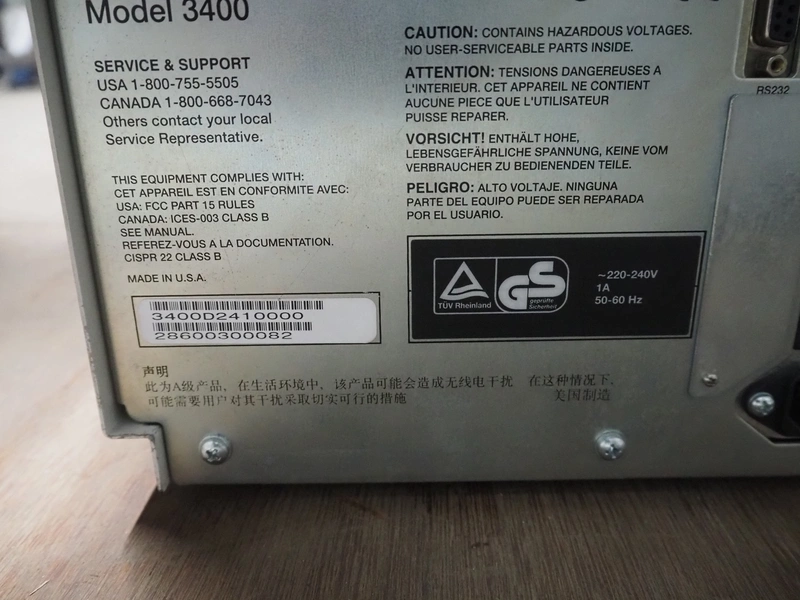 Model 3400
SERVICE & SUPPORT
USA 1-800-755-5505
CANADA 1-800-668-7043
Others contact your local
Service Representative.
THIS EQUIPMENT COMPLIES WITH:
CET APPAREIL EST EN CONFORMITE AVEC:
USA: FCC PART 15 RULES
CANADA: ICES-003 CLASS B
SEE MANUAL.
REFEREZ-VOUS A LA DOCUMENTATION.
CISPR 22 CLASS B
MADE IN U.S.A.
3400D2410000
28600300082
CAUTION: CONTAINS HAZARDOUS VOLTAGES.
NO USER-SERVICEABLE PARTS INSIDE.
ATTENTION: TENSIONS DANGEREUSES A
L'INTERIEUR. CET APPAREIL NE CONTIENT
AUCUNE PIECE QUE L'UTILISATEUR
PUISSE REPARER.
VORSICHT! ENTHÄLT HOHE,
LEBENSGEFÄHRLICHE SPANNUNG, KEINE VOM
VERBRAUCHER ZU BEDIENENDEN TEILE.
PELIGRO: ALTO VOLTAJE. NINGUNA
PARTE DEL EQUIPO PUEDE SER REPARADA
POR EL USUARIO.
TÜV Rheinland
GS
geprüfte
Sicherheit
~220-240V
1A
50-60 Hz
RS232
声明
此为A级产品，在生活环境中，该产品可能会造成无线电干扰 在这种情况下，
可能需要用户对其干扰采取切实可行的措施 美国制造